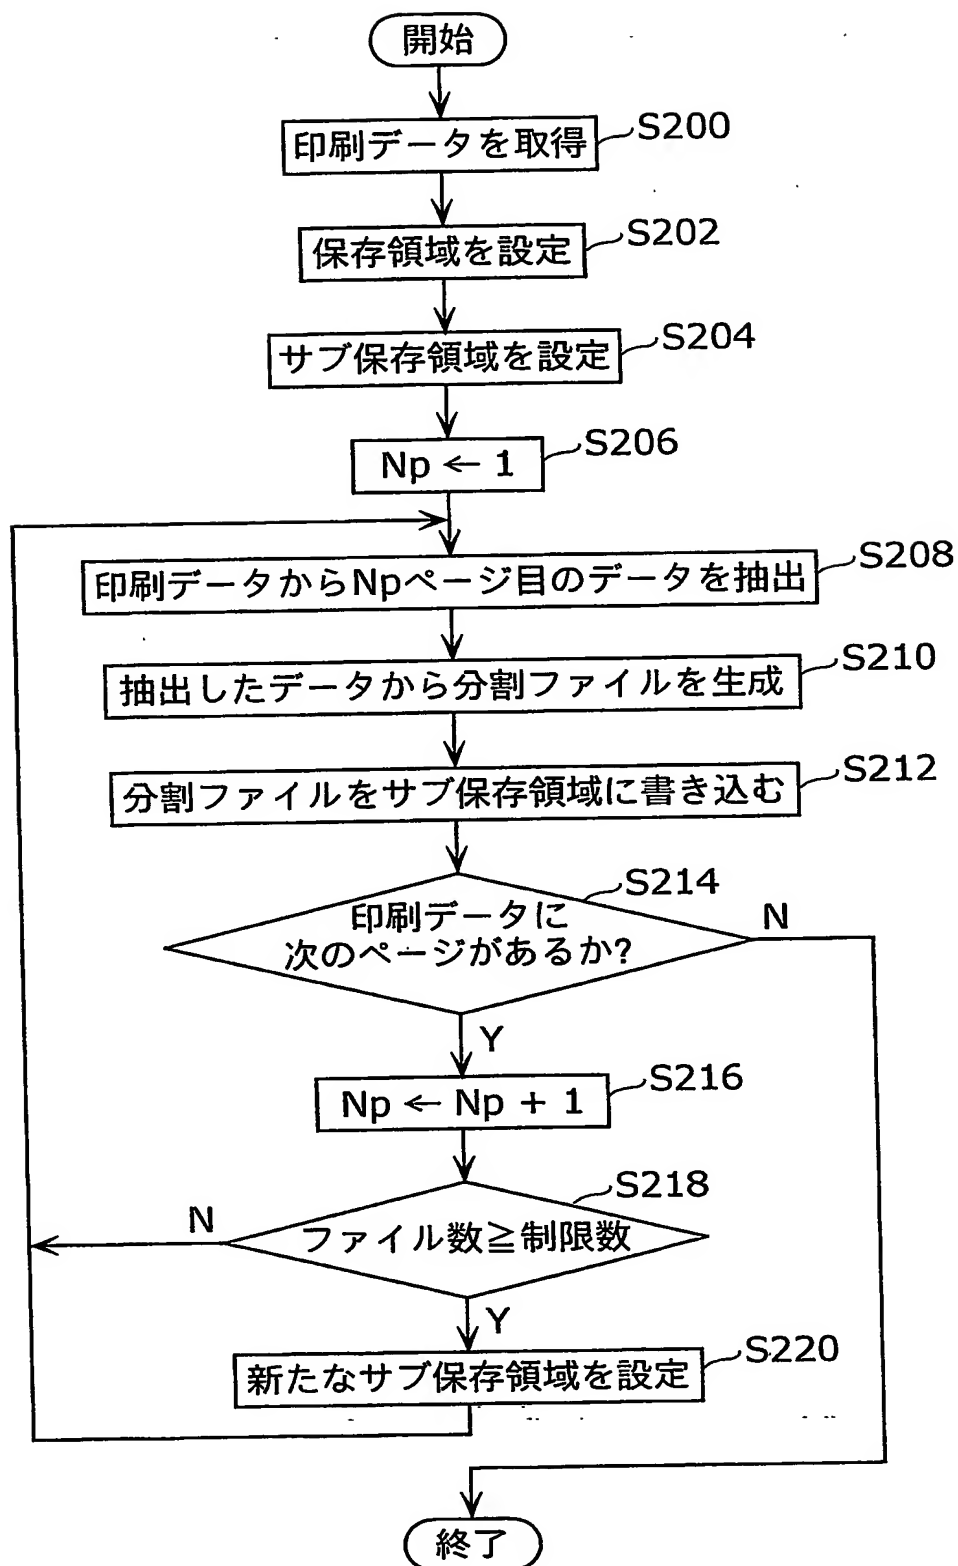 開始
印刷データを取得
S200
保存領域を設定
S202
サブ保存領域を設定
S204
Np ← 1
S206
印刷データからNpページ目のデータを抽出
S208
抽出したデータから分割ファイルを生成
S210
分割ファイルをサブ保存領域に書き込む
S212
S214
印刷データに
次のページがあるか?
N
Y
Np ← Np + 1
S216
S218
ファイル数≧制限数
N
Y
新たなサブ保存領域を設定
S220
終了